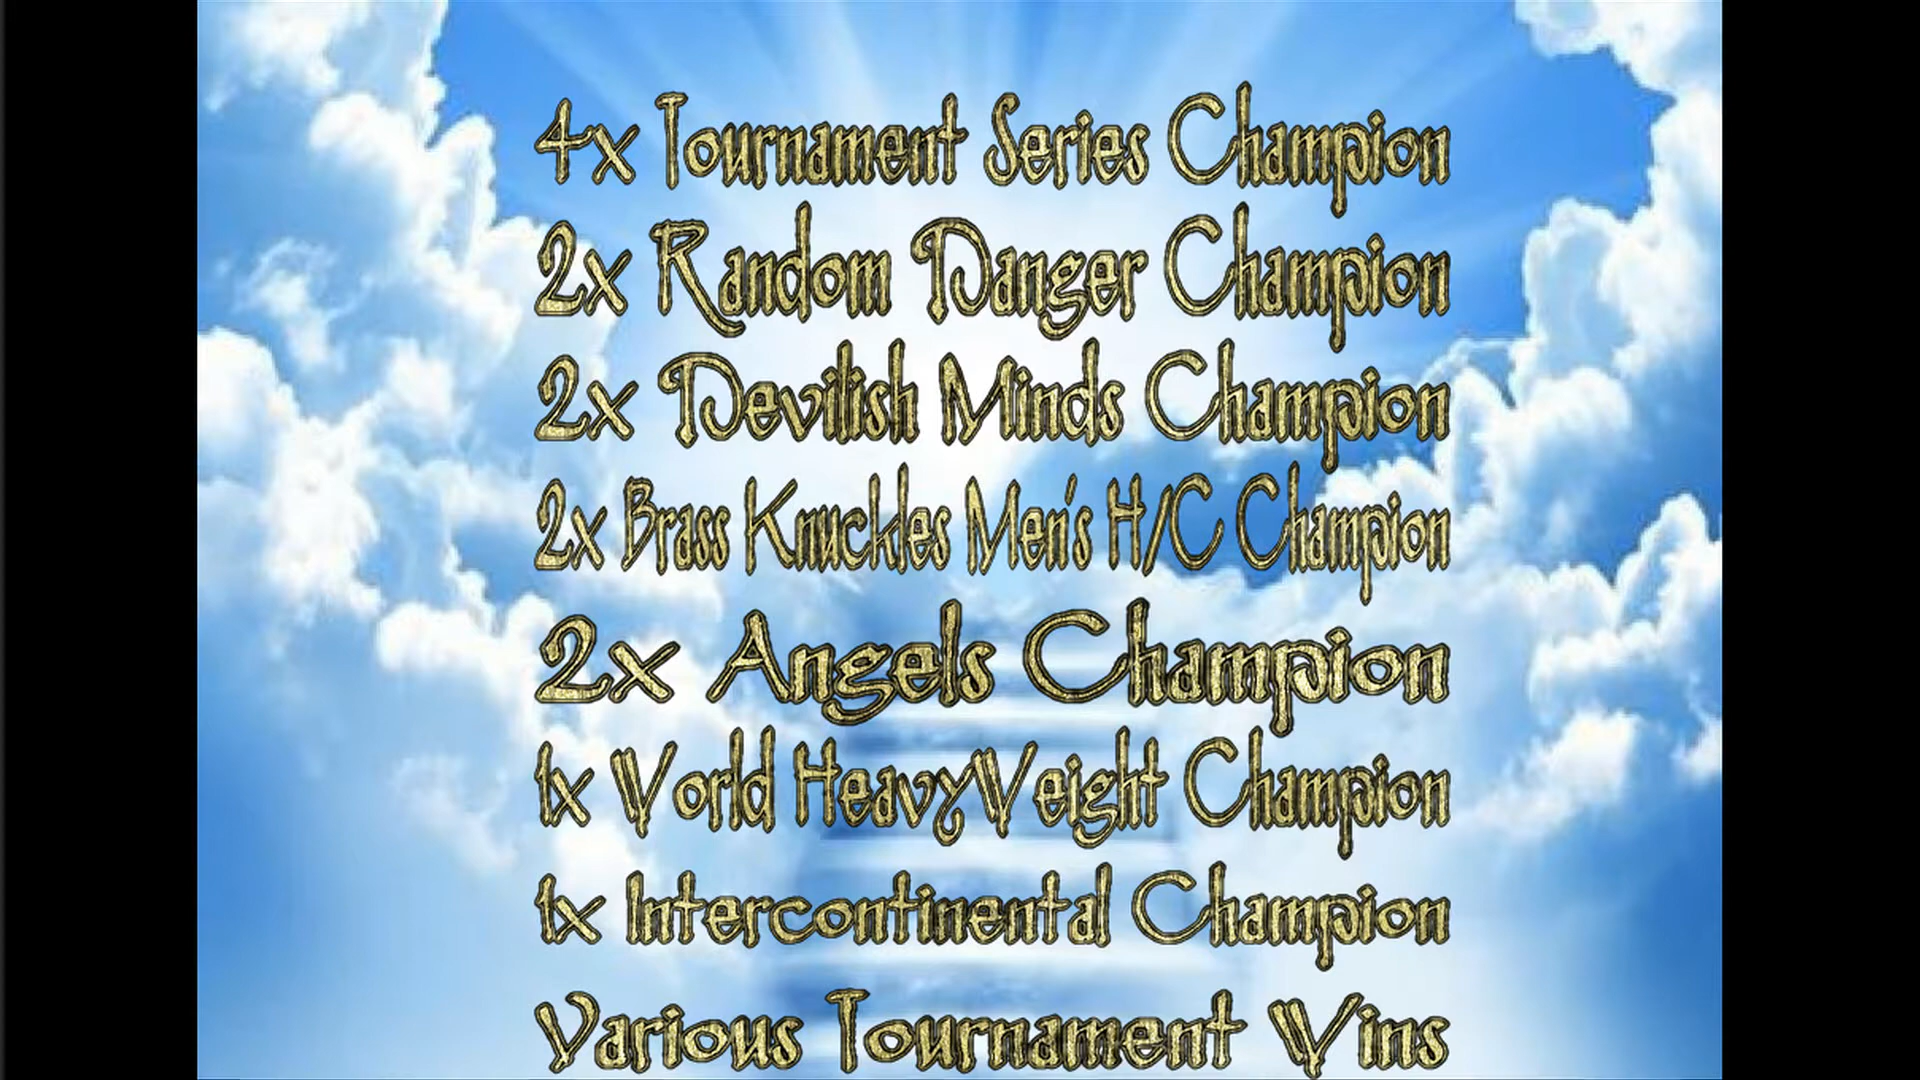 4x Tournament Series Champion
2x Random Danger Champion
2x Devilish Minds Champion
2x Brass Knuckles Men's H/C Champion
2x Angels Champion
1x World HeavyWeight Champion
1x Intercontinental Champion
Various Tournament Wins